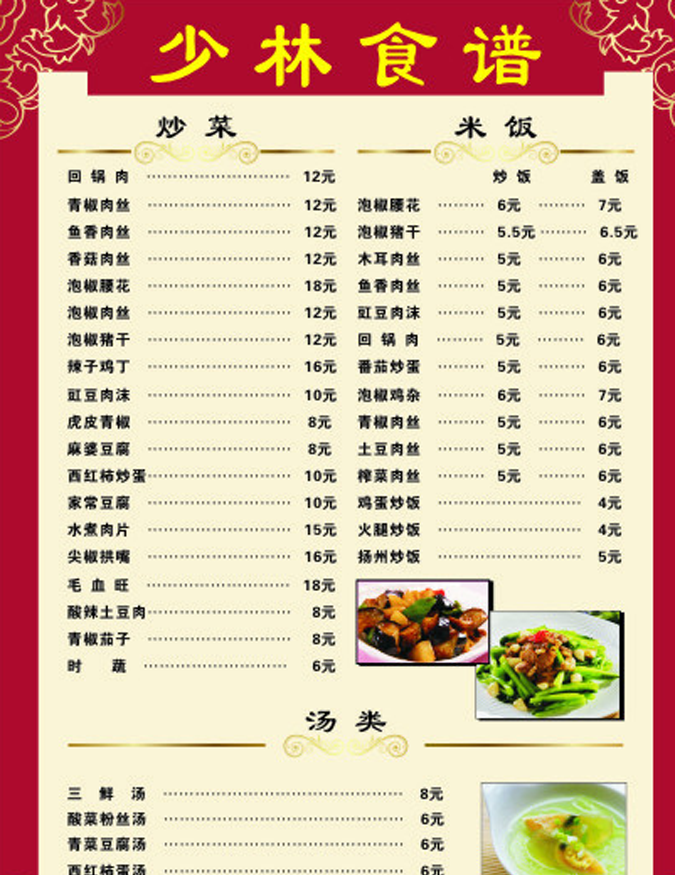 少林食谱
炒菜
回锅肉 12元
青椒肉丝 12元
鱼香肉丝 12元
香菇肉丝 12元
泡椒腰花 18元
泡椒肉丝 12元
泡椒猪干 12元
辣子鸡丁 16元
豇豆肉沫 10元
虎皮青椒 8元
麻婆豆腐 8元
西红柿炒蛋 10元
家常豆腐 10元
水煮肉片 15元
尖椒拱嘴 16元
毛血旺 18元
酸辣土豆肉 8元
青椒茄子 8元
时蔬 6元
米饭
炒饭 盖饭
泡椒腰花 6元 7元
泡椒猪干 5.5元 6.5元
木耳肉丝 5元 6元
鱼香肉丝 5元 6元
豇豆肉沫 5元 6元
回锅肉 5元 6元
番茄炒蛋 5元 6元
泡椒鸡杂 6元 7元
青椒肉丝 5元 6元
土豆肉丝 5元 6元
榨菜肉丝 5元 6元
鸡蛋炒饭 4元
火腿炒饭 4元
扬州炒饭 5元
汤类
三鲜汤 8元
酸菜粉丝汤 6元
青菜豆腐汤 6元
西红柿蛋汤 6元